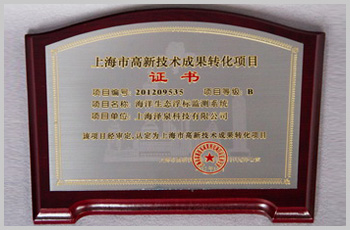 上海市高新技术成果转化项目
证书
项目编号 201209535 项目等级 B
项目名称 海洋生态浮标监测系统
项目单位 上海泽泉科技有限公司
该项目经审定,认定为上海市高新技术成果转化项目